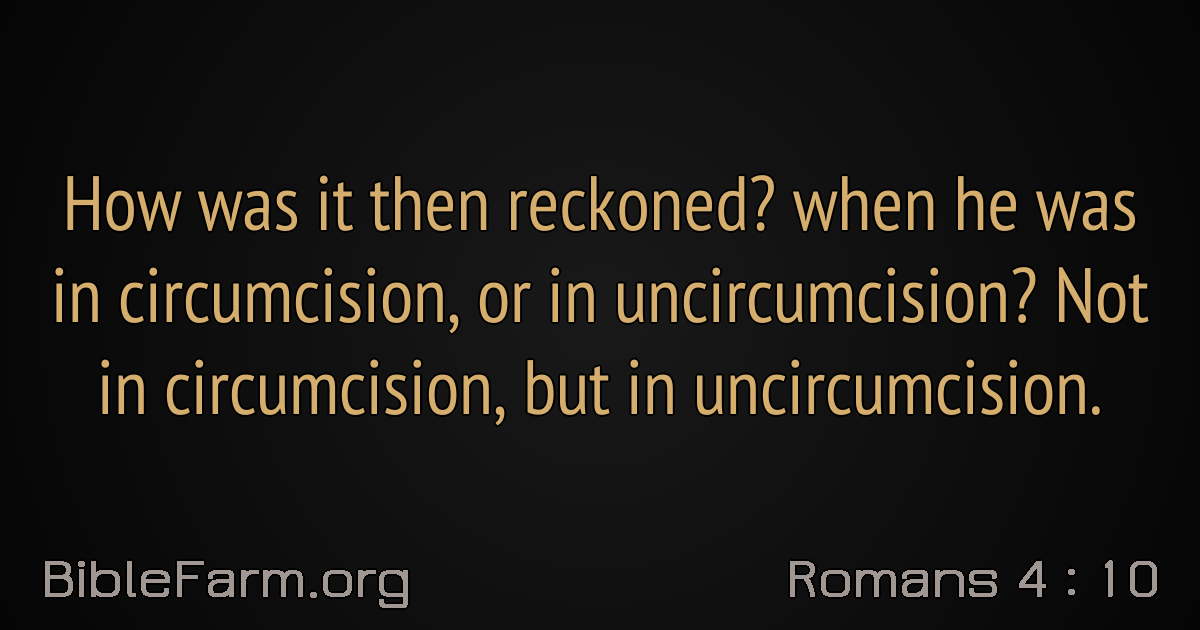 How was it then reckoned? when he was
in circumcision, or in uncircumcision? Not
in circumcision, but in uncircumcision.
BibleFarm.org
Romans 4 : 10